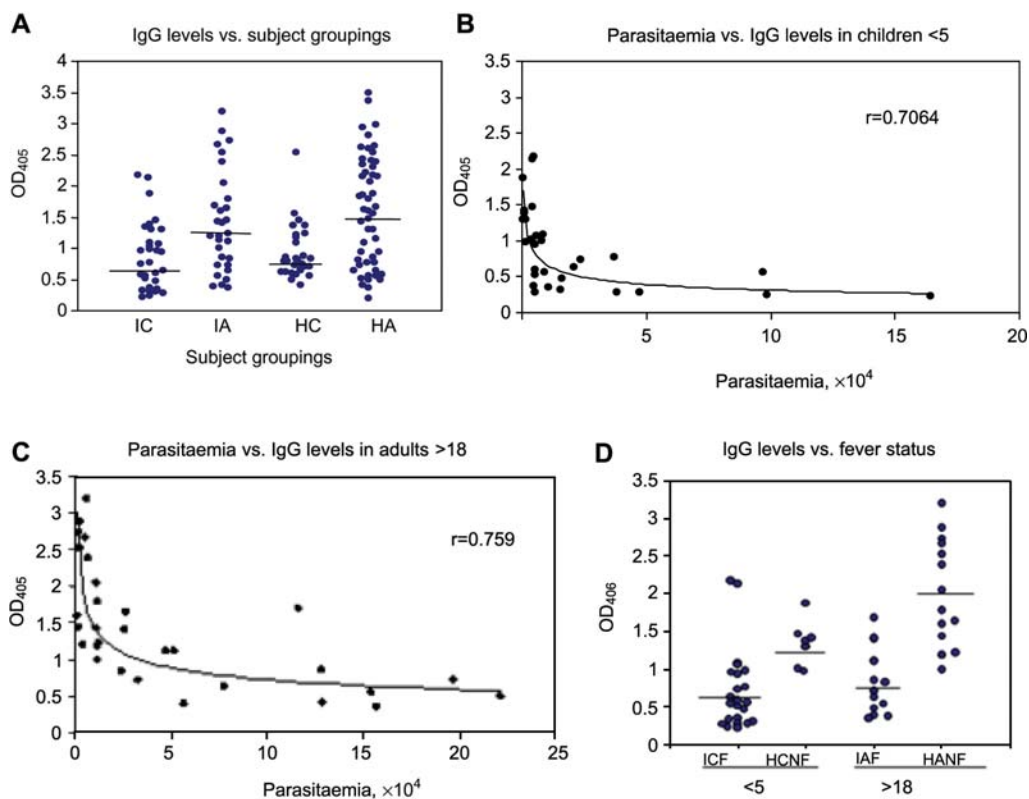 A
IgG levels vs. subject groupings
OD405
4
3.5
3
2.5
2
1.5
1
0.5
0
IC IA HC HA
Subject groupings
B
Parasitaemia vs. IgG levels in children <5
OD405
3.5
3
2.5
2
1.5
1
0.5
0
r=0.7064
0 5 10 15 20
Parasitaemia, ×10⁴
C
Parasitaemia vs. IgG levels in adults >18
OD405
3.5
3
2.5
2
1.5
1
0.5
0
r=0.759
0 5 10 15 20 25
Parasitaemia, ×10⁴
D
IgG levels vs. fever status
OD406
3.5
3
2.5
2
1.5
1
0.5
0
ICF HCNF IAF HANF
<5 >18